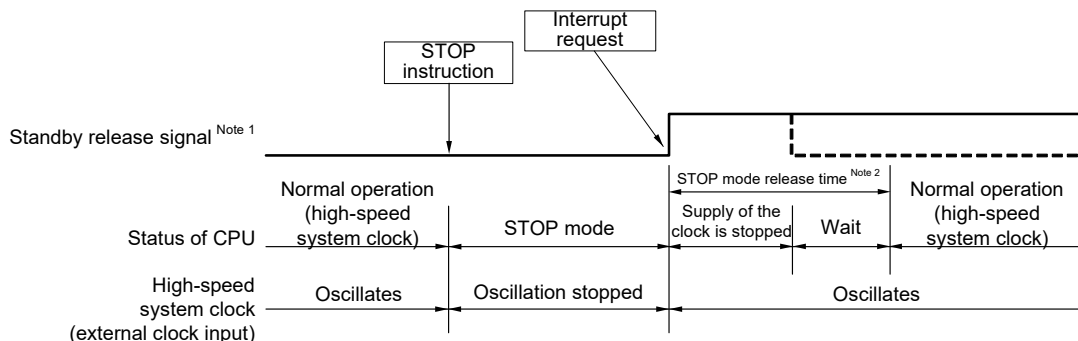 Interrupt
request
STOP
instruction
Standby release signal Note 1
STOP mode release time Note 2
Normal operation
(high-speed
system clock)
Status of CPU
STOP mode
Supply of the
clock is stopped
Wait
Normal operation
(high-speed
system clock)
High-speed
system clock
(external clock input)
Oscillates
Oscillation stopped
Oscillates